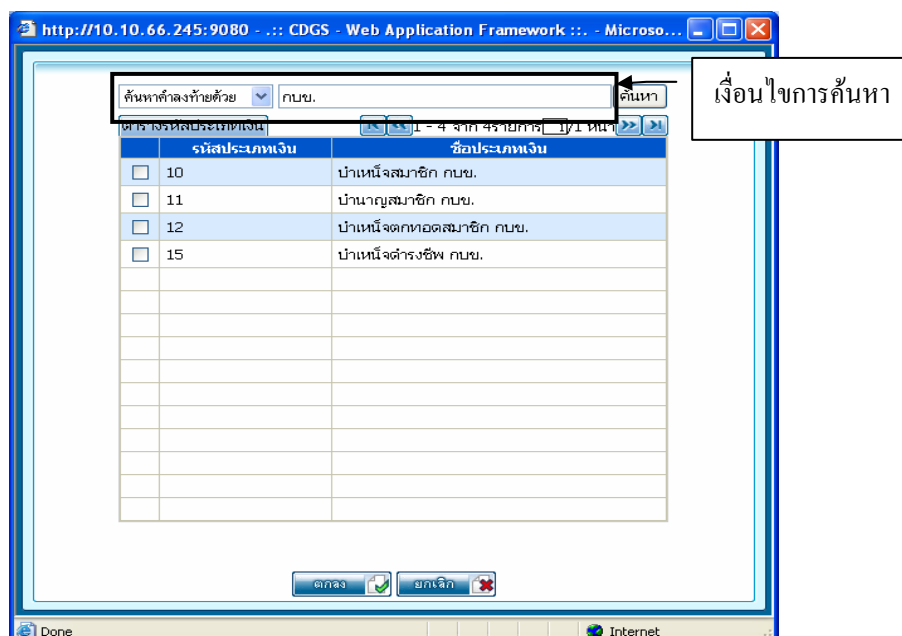 http://10.10.66.245:9080 - .:: CDGS - Web Application Framework ::. - Microso...
ค้นหาคำลงท้ายด้วย กบข. ค้นหา
เงื่อนไขการค้นหา
ตารางรหัสประเภทเงิน 1 - 4 จาก 4รายการ 1/1 หน้า
รหัสประเภทเงิน ชื่อประเภทเงิน
10 บำเหน็จสมาชิก กบข.
11 บำนาญสมาชิก กบข.
12 บำเหน็จตกทอดสมาชิก กบข.
15 บำเหน็จดำรงชีพ กบข.
ตกลง ยกเลิก
Done Internet